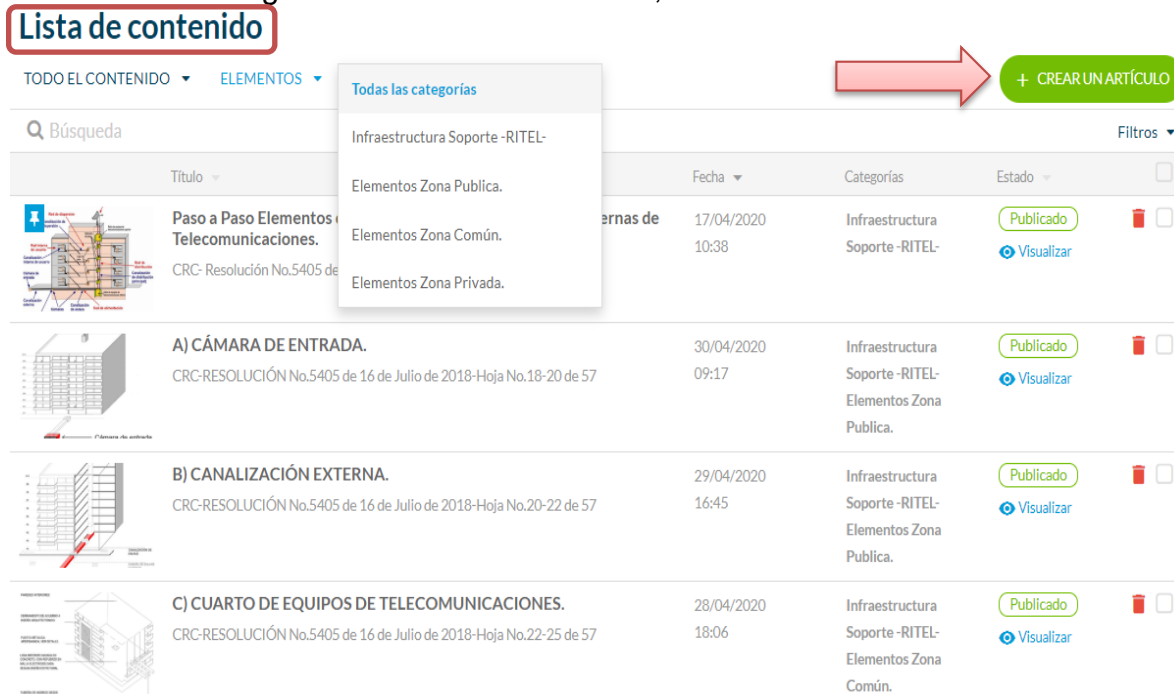 Lista de contenido
TODO EL CONTENIDO
ELEMENTOS
Todas las categorías
Infraestructura Soporte -RITEL-
Elementos Zona Publica.
Elementos Zona Común.
Elementos Zona Privada.
+ CREAR UN ARTÍCULO
Búsqueda
Filtros
Título
Fecha
Categorías
Estado
Paso a Paso Elementos
ernas de
Telecomunicaciones.
CRC- Resolución No.5405 de
17/04/2020
10:38
Infraestructura
Soporte -RITEL-
Publicado
Visualizar
A) CÁMARA DE ENTRADA.
CRC-RESOLUCIÓN No.5405 de 16 de Julio de 2018-Hoja No.18-20 de 57
30/04/2020
09:17
Infraestructura
Soporte -RITEL-
Elementos Zona
Publica.
Publicado
Visualizar
Cámara de entrada
B) CANALIZACIÓN EXTERNA.
CRC-RESOLUCIÓN No.5405 de 16 de Julio de 2018-Hoja No.20-22 de 57
29/04/2020
16:45
Infraestructura
Soporte -RITEL-
Elementos Zona
Publica.
Publicado
Visualizar
C) CUARTO DE EQUIPOS DE TELECOMUNICACIONES.
CRC-RESOLUCIÓN No.5405 de 16 de Julio de 2018-Hoja No.22-25 de 57
28/04/2020
18:06
Infraestructura
Soporte -RITEL-
Elementos Zona
Común.
Publicado
Visualizar